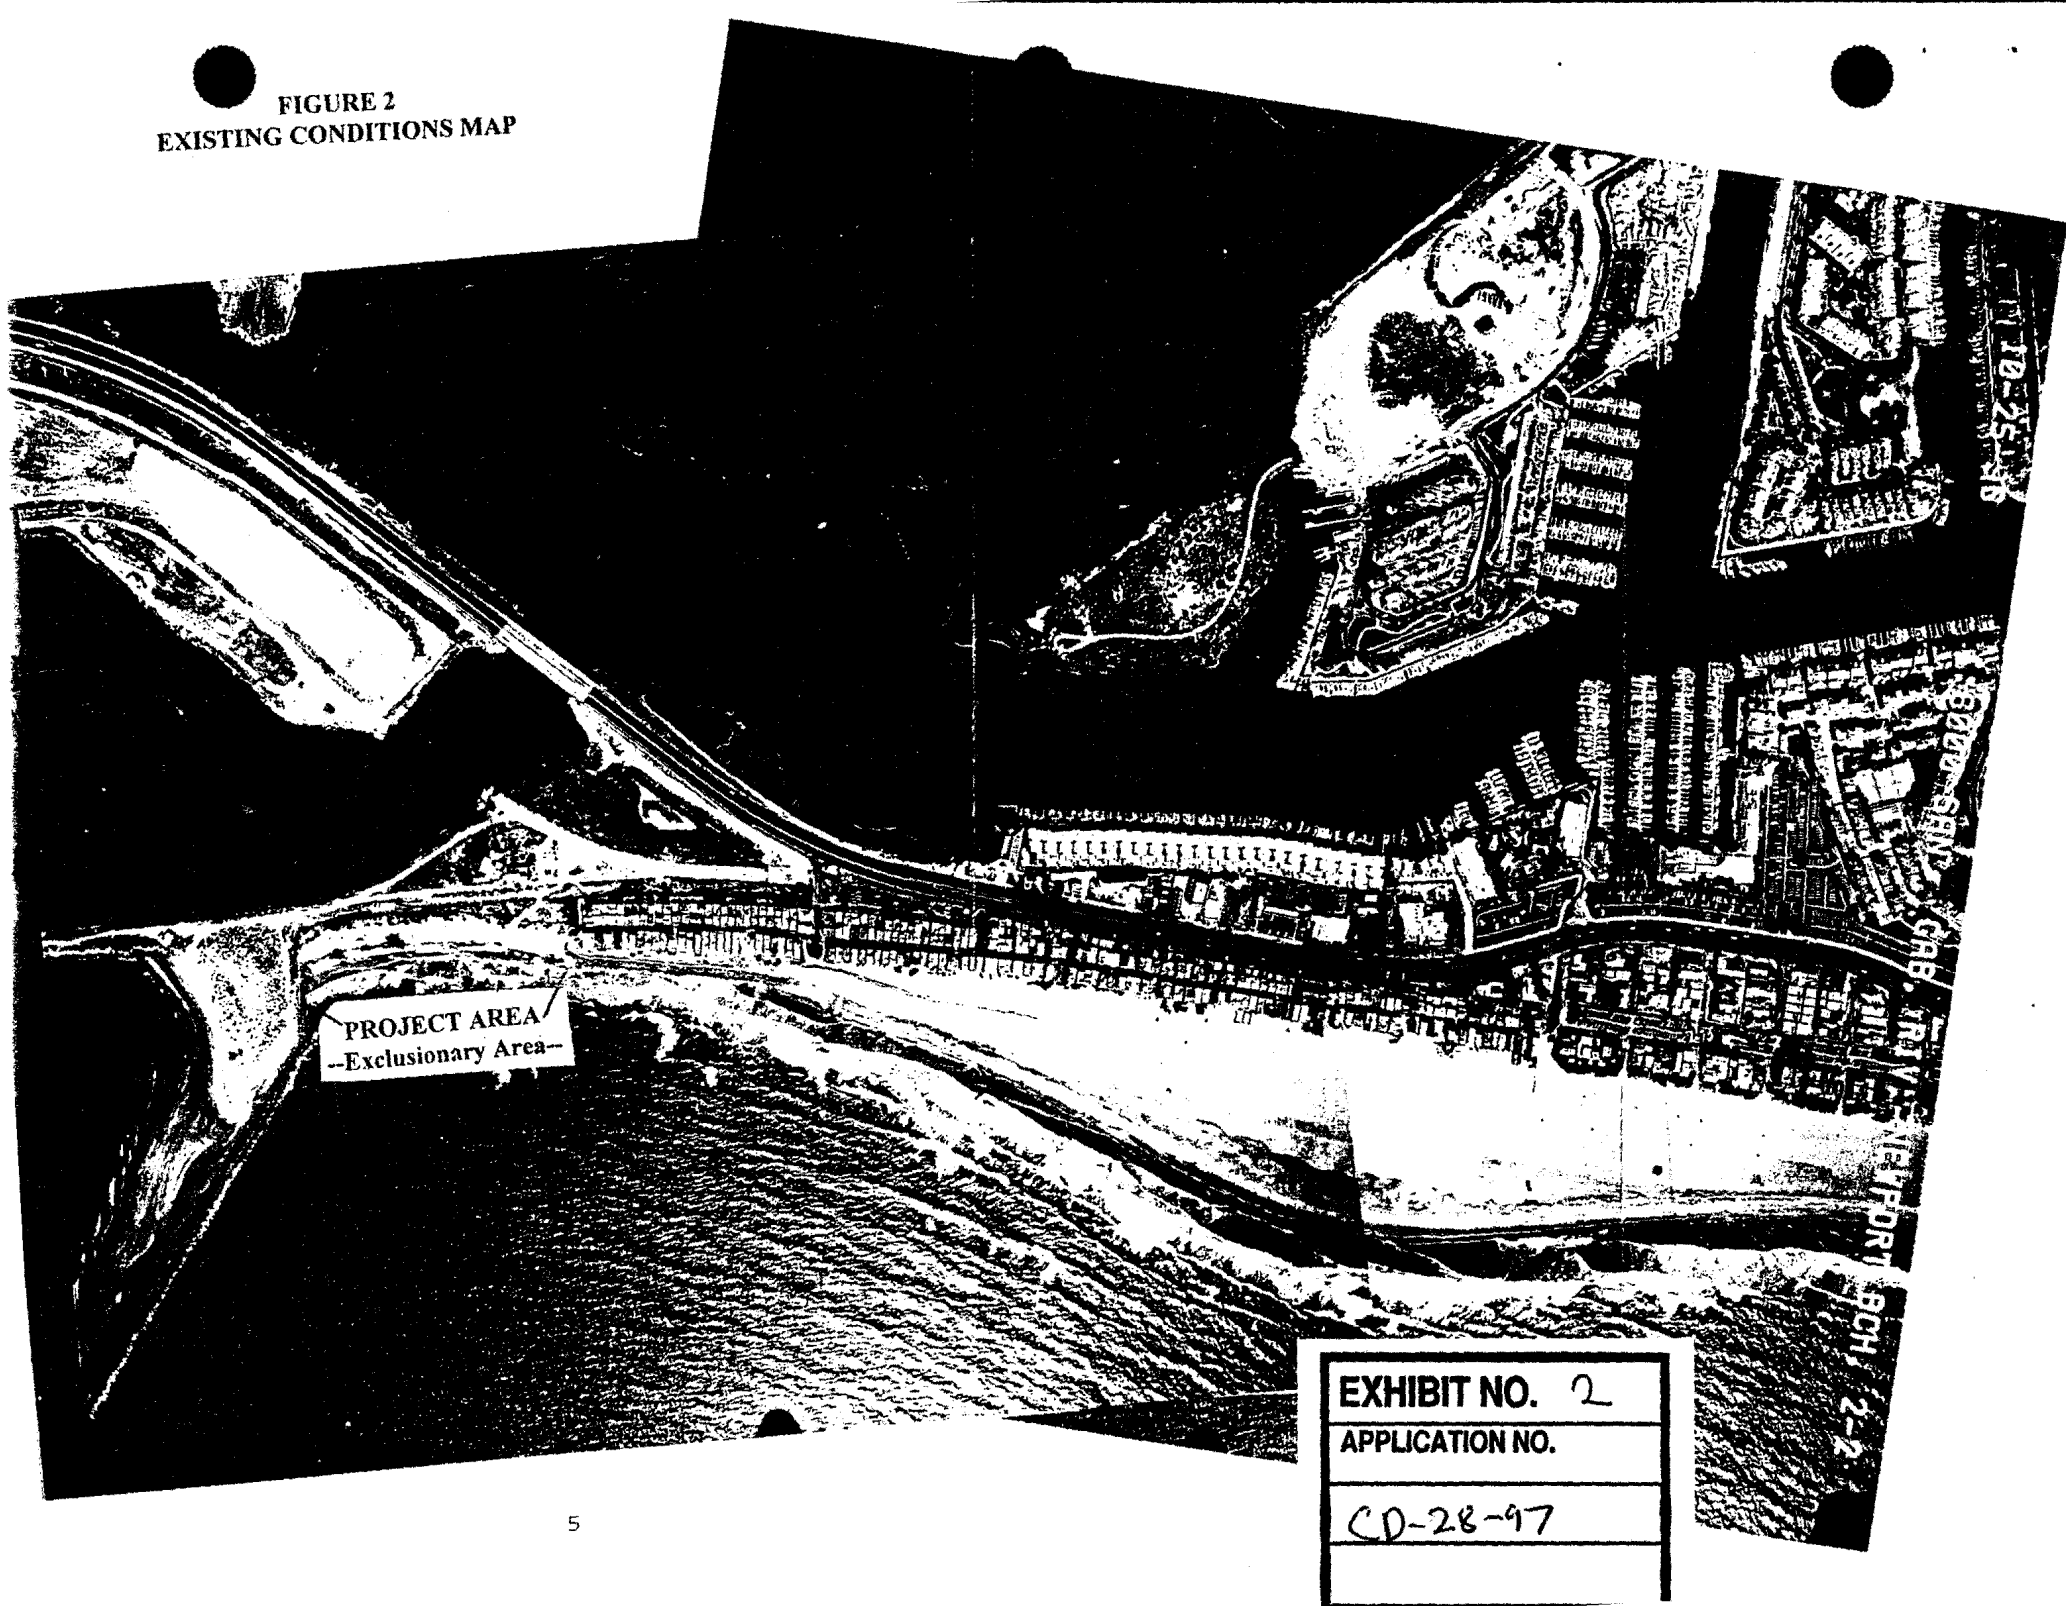 FIGURE 2
EXISTING CONDITIONS MAP
PROJECT AREA
--Exclusionary Area--
EXHIBIT NO. 2
APPLICATION NO.
CD-28-97
5